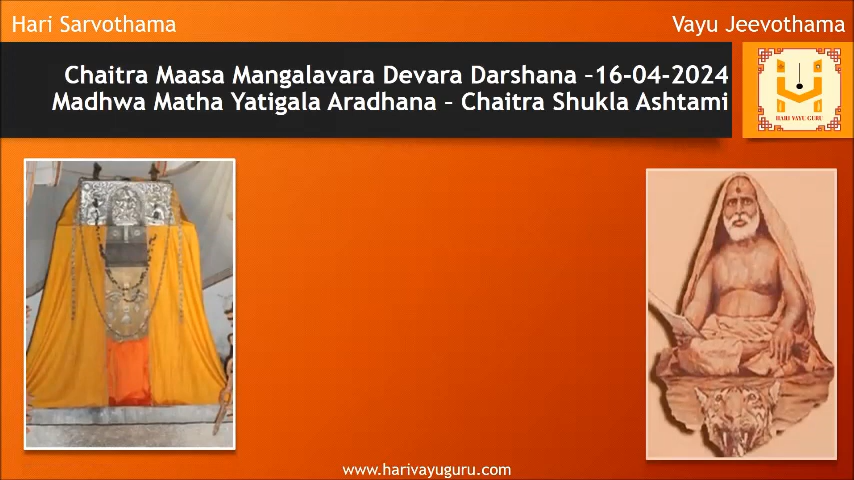 Hari Sarvothama
Vayu Jeevothama
Chaitra Maasa Mangalavara Devara Darshana –16-04-2024
Madhwa Matha Yatigala Aradhana – Chaitra Shukla Ashtami
HARI VAYU GURU
www.harivayuguru.com